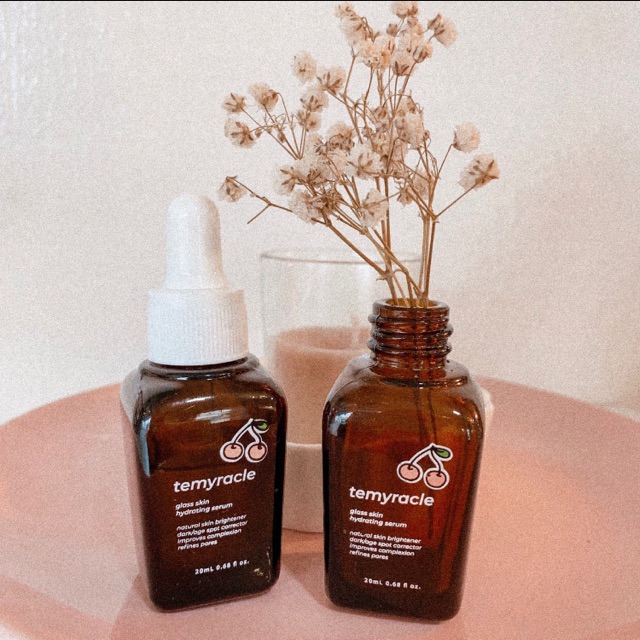 temyracle
glass skin
hydrating serum
natural skin brightener
dark/age spot corrector
improves complexion
refines pores
20mL 0.68 fl oz.
temyracle
glass skin
hydrating serum
natural skin brightener
dark/age spot corrector
improves complexion
refines pores
20mL 0.68 fl oz.